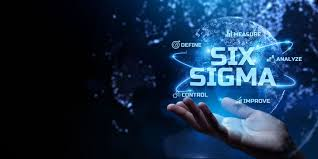 MEASURE
DEFINE
SIX
SIGMA
ANALYZE
CONTROL
IMPROVE